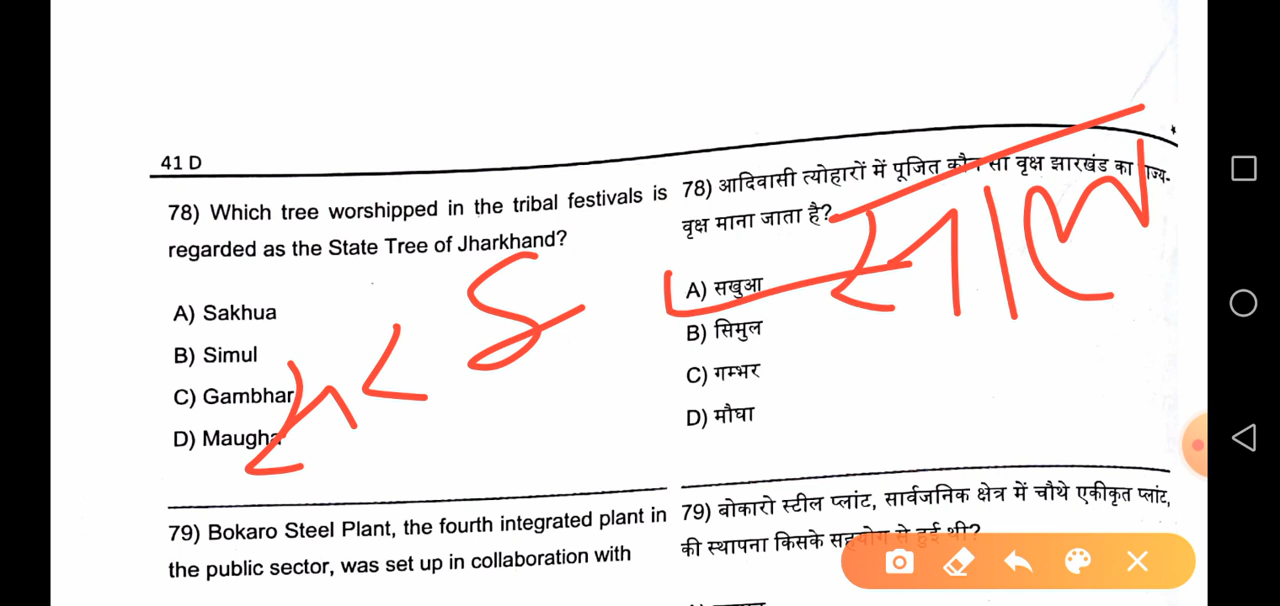 41 D
78) Which tree worshipped in the tribal festivals is
regarded as the State Tree of Jharkhand?
A) Sakhua
B) Simul
C) Gambhar
D) Maugha
79) Bokaro Steel Plant, the fourth integrated plant in
the public sector, was set up in collaboration with
78) आदिवासी त्योहारों में पूजित कौन सा वृक्ष झारखंड का राज्य-
वृक्ष माना जाता है?
A) सखुआ
B) सिमुल
C) गम्भर
D) मौघा
साल
79) बोकारो स्टील प्लांट, सार्वजनिक क्षेत्र में चौथे एकीकृत प्लांट,
की स्थापना किसके सहयोग से हुई थी?